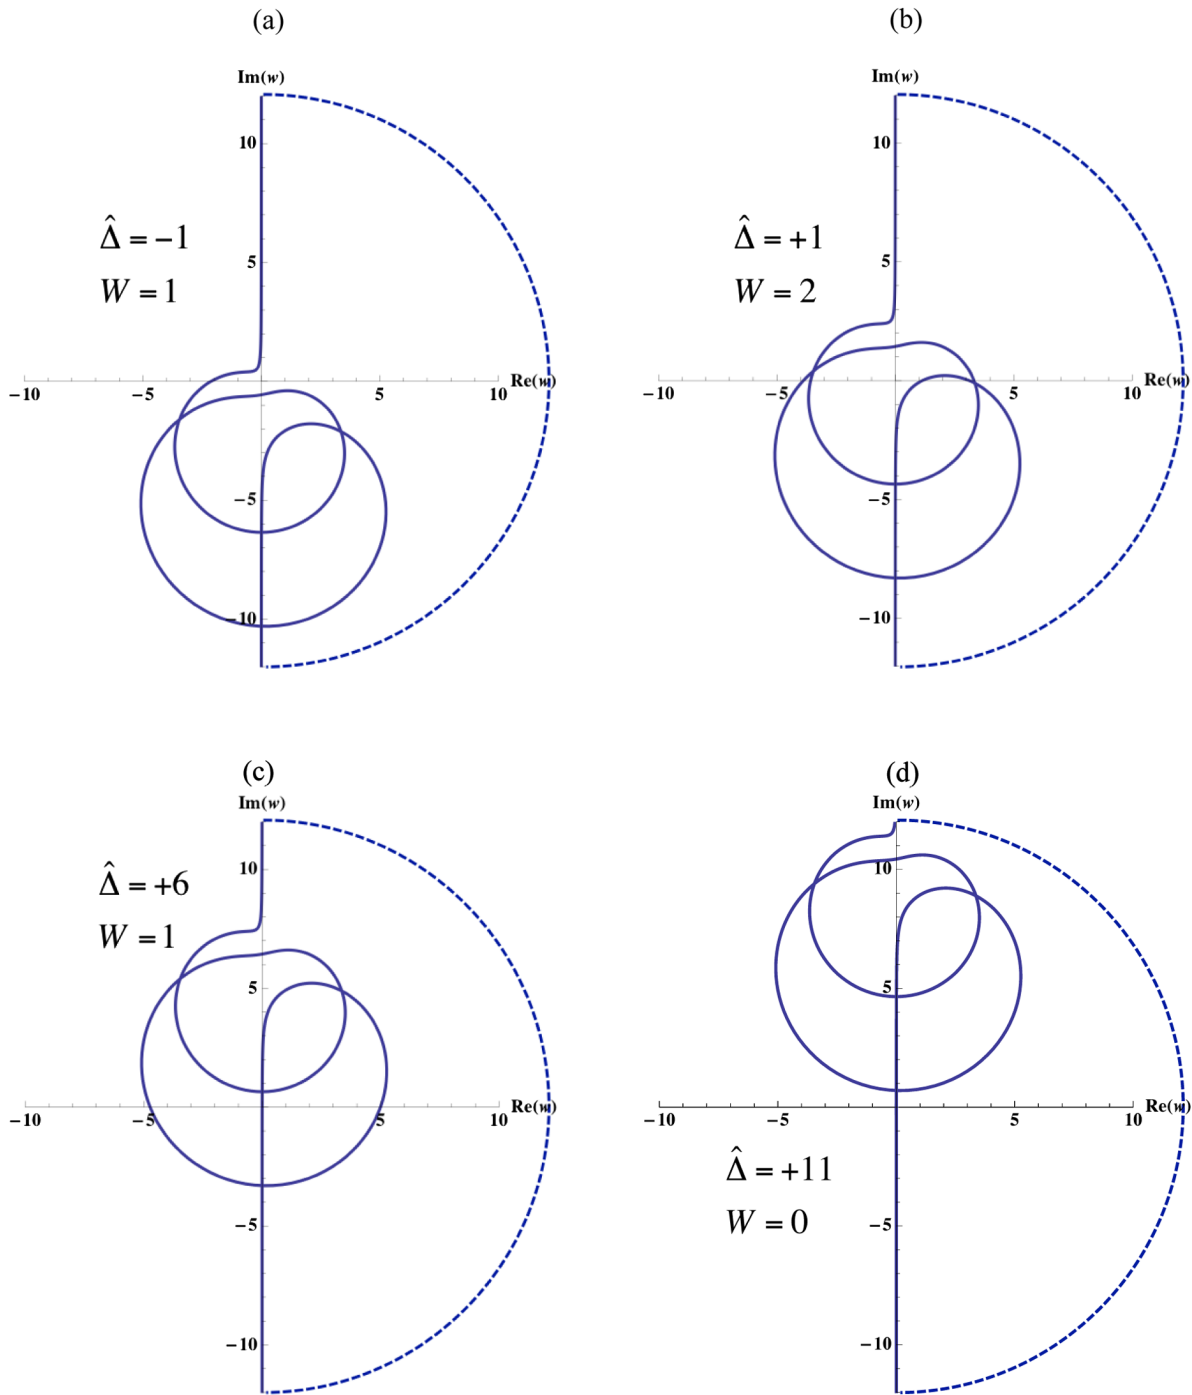 (a)
Im(w)
10
Δ̂ = −1
5
W = 1
−10
−5
5
10
Re(w)
−5
−10
(b)
Im(w)
10
Δ̂ = +1
5
W = 2
−10
−5
5
10
Re(w)
−5
−10
(c)
Im(w)
10
Δ̂ = +6
W = 1
5
−10
−5
5
10
Re(w)
−5
−10
(d)
Im(w)
10
5
−10
−5
5
10
Re(w)
Δ̂ = +11
W = 0
−5
−10